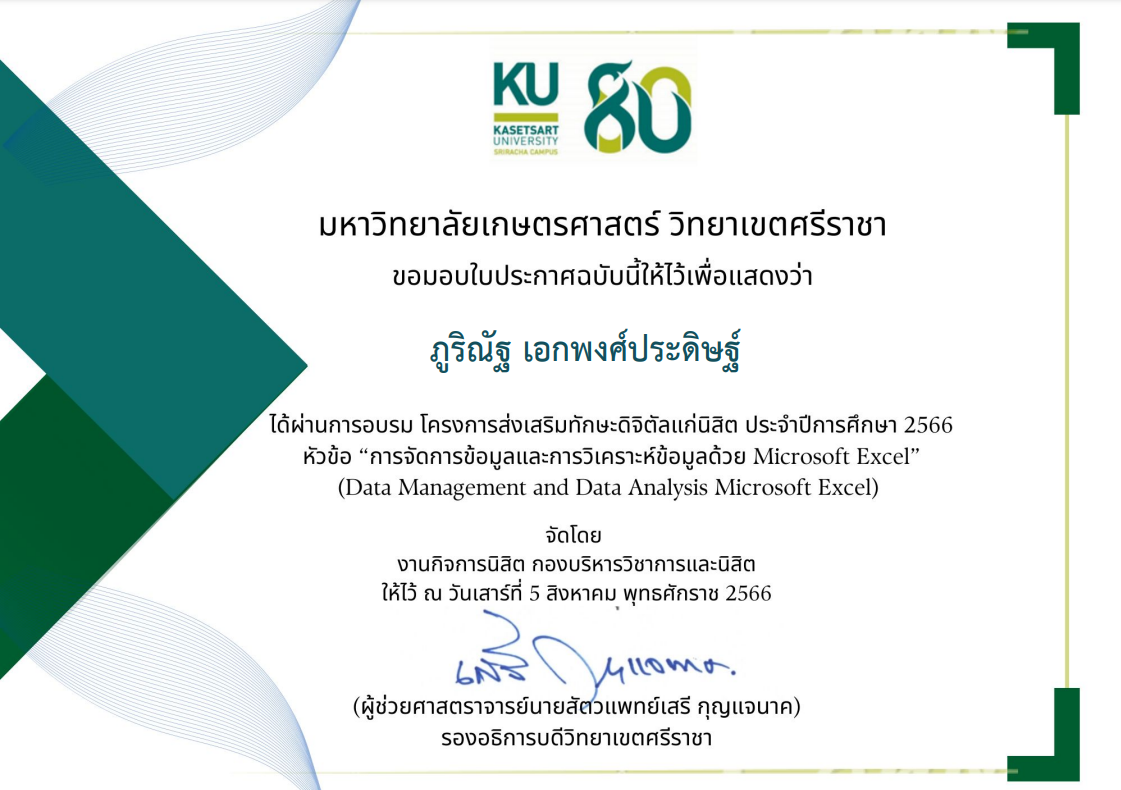 KU 80
KASETSART
UNIVERSITY
SRIRACHA CAMPUS
มหาวิทยาลัยเกษตรศาสตร์ วิทยาเขตศรีราชา
ขอมอบใบประกาศฉบับนี้ให้ไว้เพื่อแสดงว่า
ภูริณัฐ เอกพงศ์ประดิษฐ์
ได้ผ่านการอบรม โครงการส่งเสริมทักษะดิจิตัลแก่นิสิต ประจำปีการศึกษา 2566
หัวข้อ “การจัดการข้อมูลและการวิเคราะห์ข้อมูลด้วย Microsoft Excel”
(Data Management and Data Analysis Microsoft Excel)
จัดโดย
งานกิจการนิสิต กองบริหารวิชาการและนิสิต
ให้ไว้ ณ วันเสาร์ที่ 5 สิงหาคม พุทธศักราช 2566
(ผู้ช่วยศาสตราจารย์นายสัตวแพทย์เสรี กุญแจนาค)
รองอธิการบดีวิทยาเขตศรีราชา